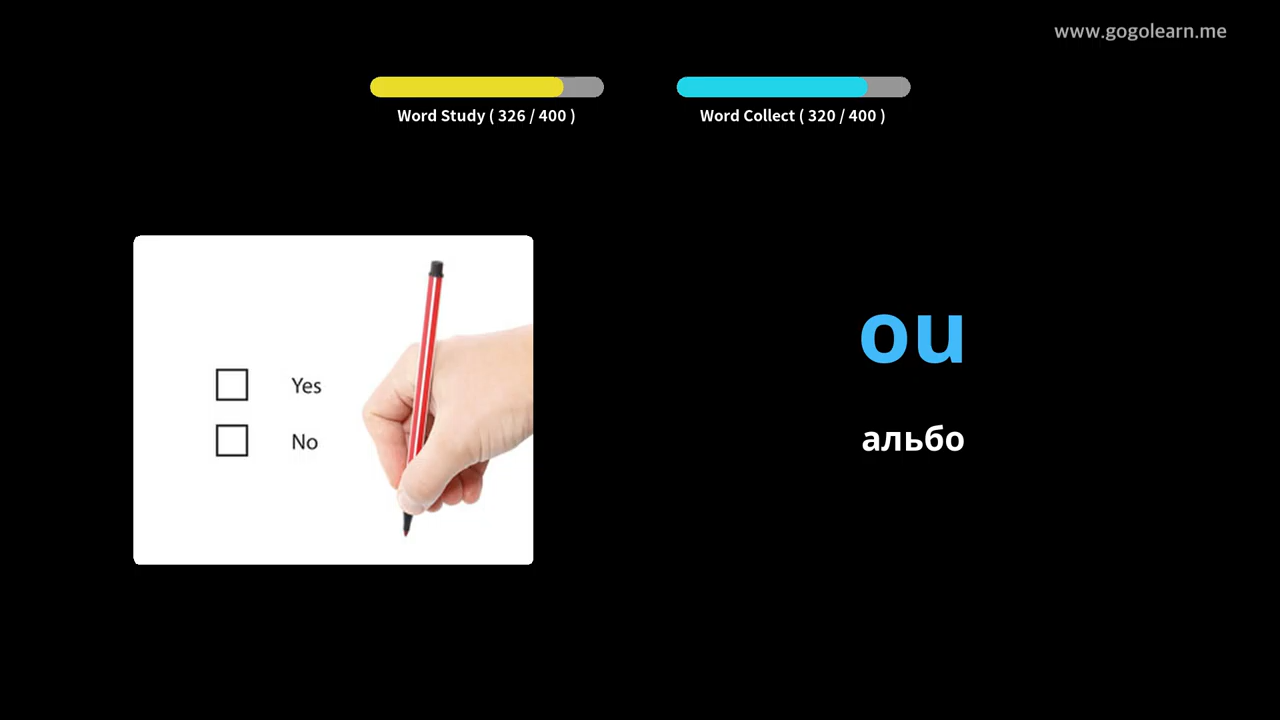 www.gogolearn.me
Word Study ( 326 / 400 )
Word Collect ( 320 / 400 )
Yes
No
ou
альбо